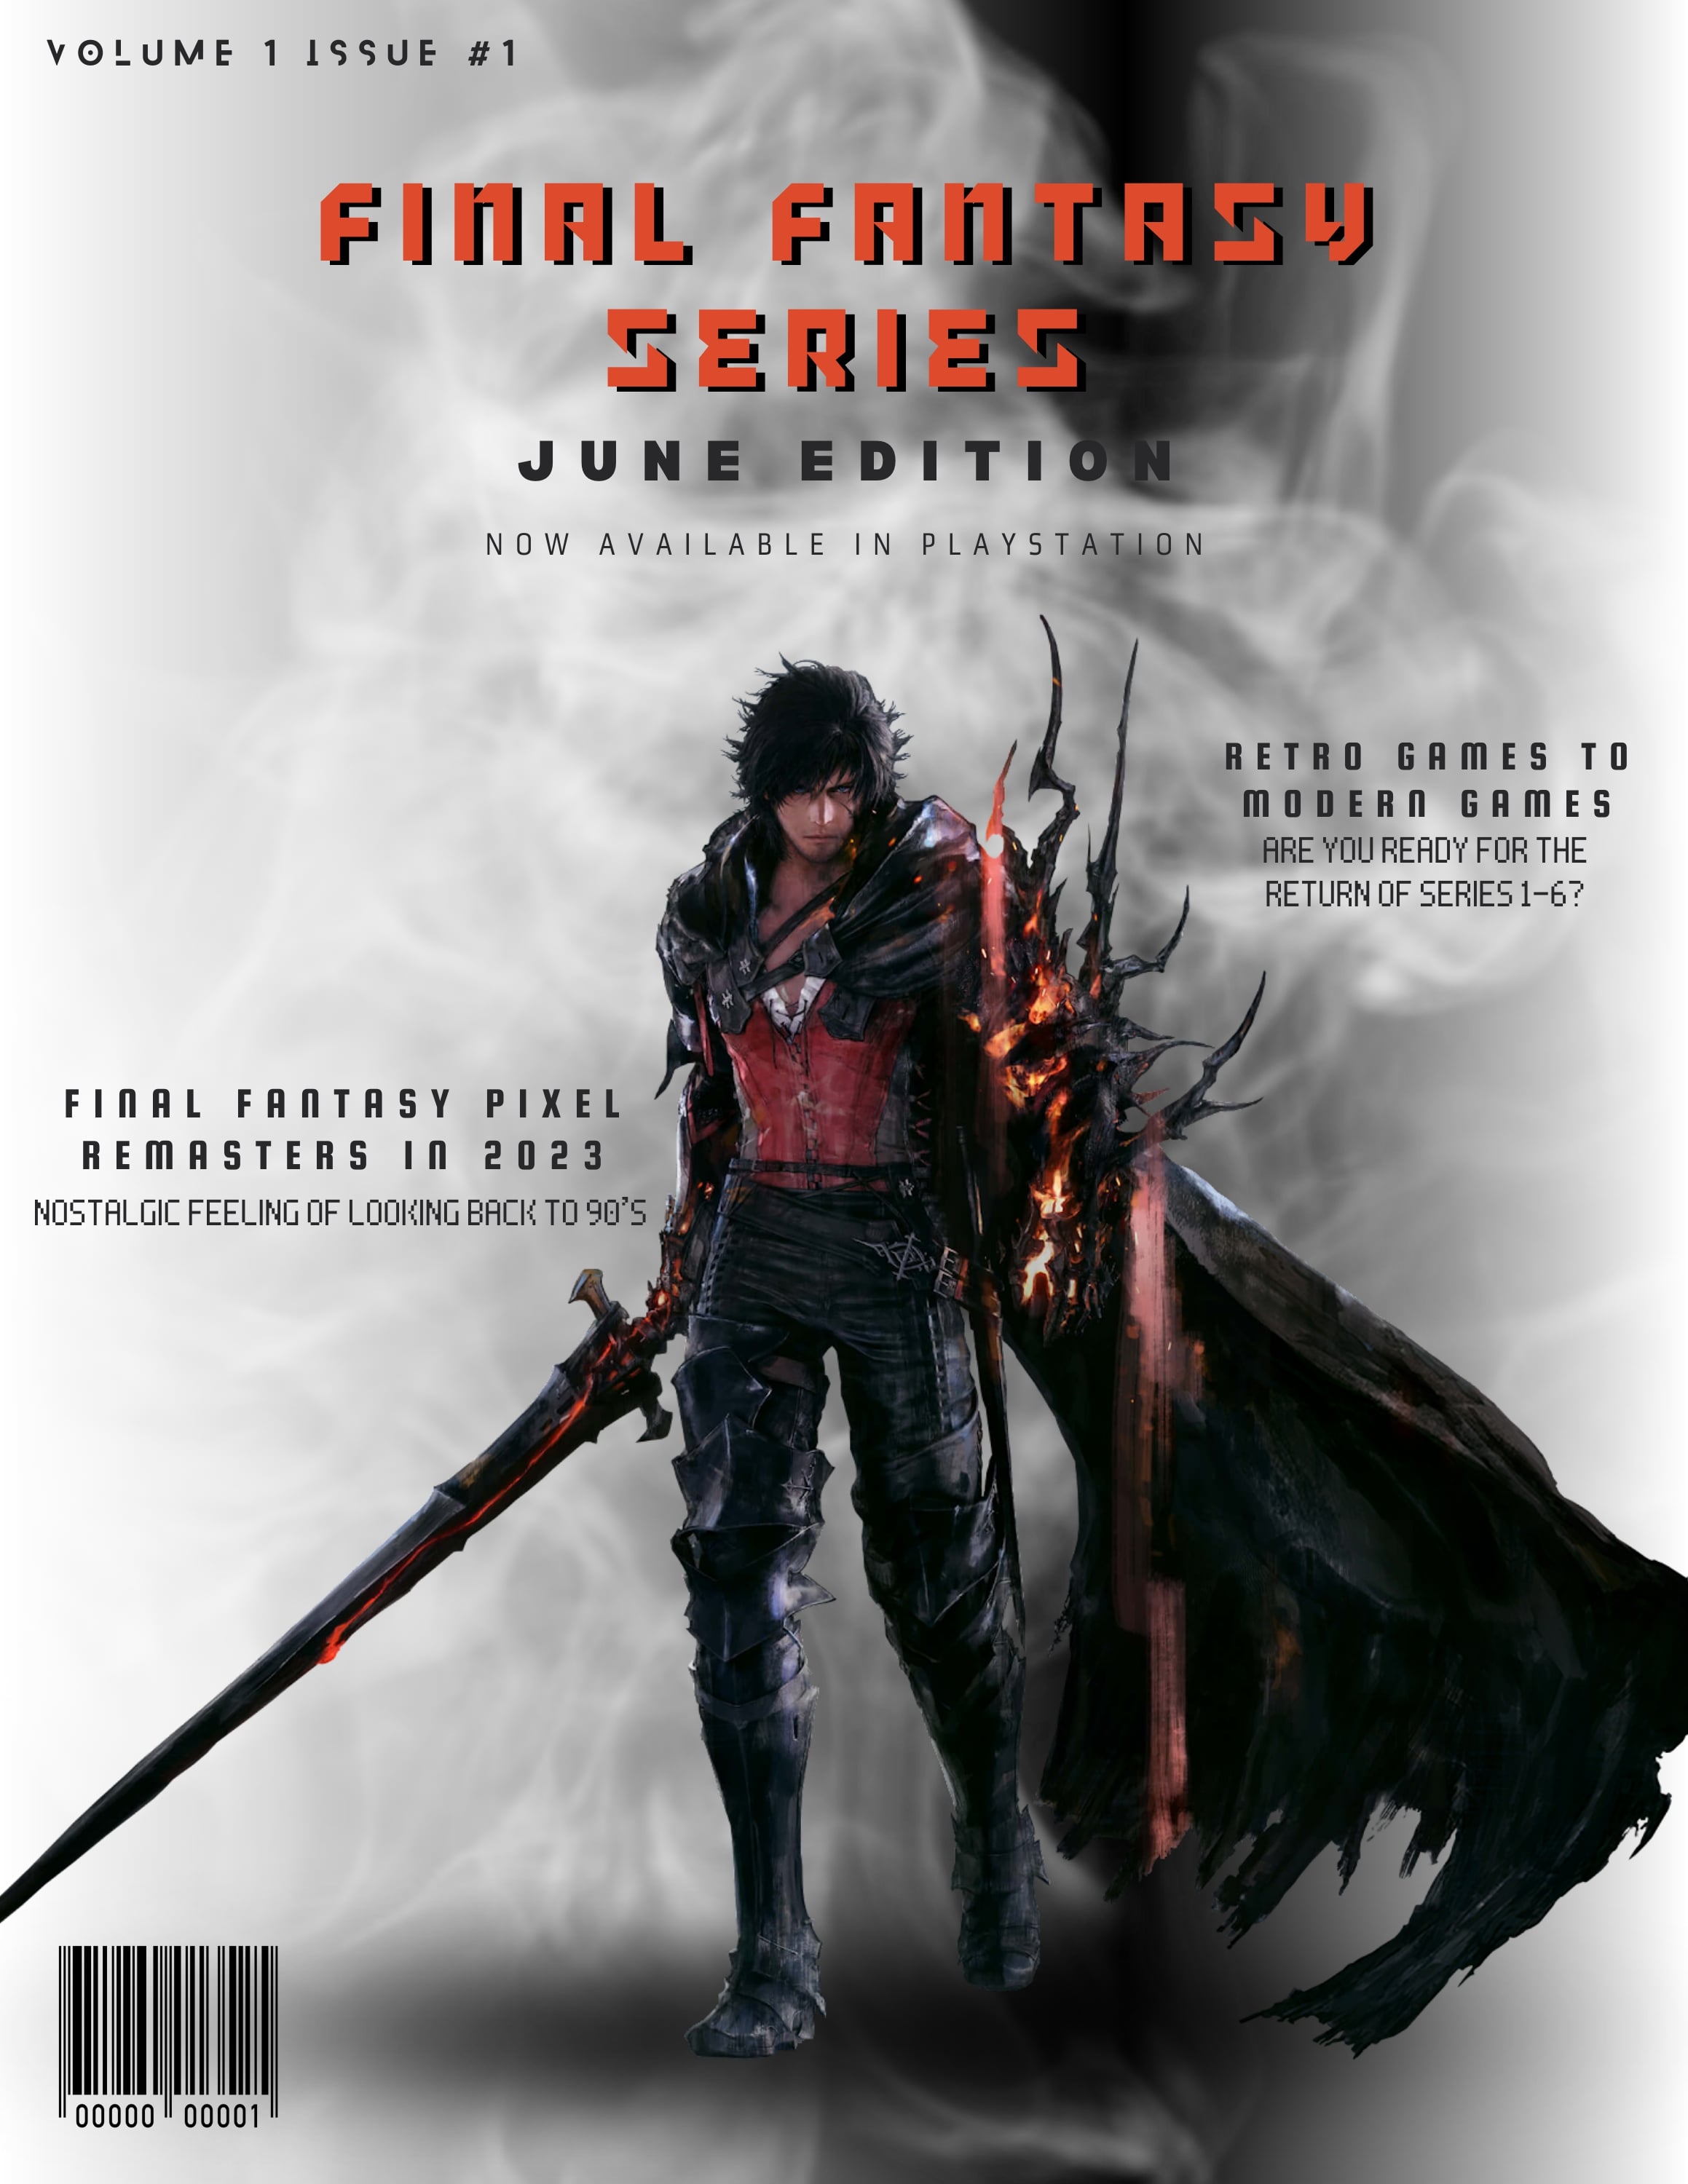 VOLUME 1 ISSUE #1
FINAL FANTASY
SERIES
JUNE EDITION
NOW AVAILABLE IN PLAYSTATION
RETRO GAMES TO
MODERN GAMES
ARE YOU READY FOR THE
RETURN OF SERIES 1-6?
FINAL FANTASY PIXEL
REMASTERS IN 2023
NOSTALGIC FEELING OF LOOKING BACK TO 90'S
00000 00001